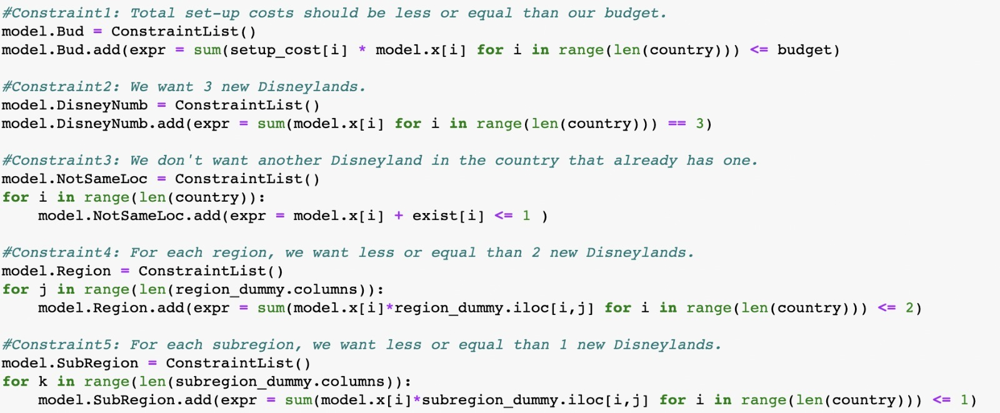 #Constraint1: Total set-up costs should be less or equal than our budget.
model.Bud = ConstraintList()
model.Bud.add(expr = sum(setup_cost[i] * model.x[i] for i in range(len(country))) <= budget)

#Constraint2: We want 3 new Disneylands.
model.DisneyNumb = ConstraintList()
model.DisneyNumb.add(expr = sum(model.x[i] for i in range(len(country))) == 3)

#Constraint3: We don't want another Disneyland in the country that already has one.
model.NotSameLoc = ConstraintList()
for i in range(len(country)):
    model.NotSameLoc.add(expr = model.x[i] + exist[i] <= 1 )

#Constraint4: For each region, we want less or equal than 2 new Disneylands.
model.Region = ConstraintList()
for j in range(len(region_dummy.columns)):
    model.Region.add(expr = sum(model.x[i]*region_dummy.iloc[i,j] for i in range(len(country))) <= 2)

#Constraint5: For each subregion, we want less or equal than 1 new Disneylands.
model.SubRegion = ConstraintList()
for k in range(len(subregion_dummy.columns)):
    model.SubRegion.add(expr = sum(model.x[i]*subregion_dummy.iloc[i,j] for i in range(len(country))) <= 1)